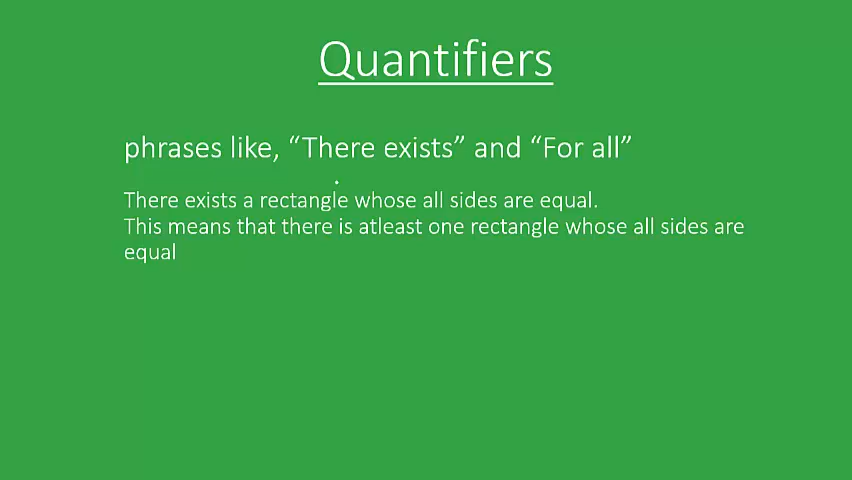 Quantifiers
phrases like, “There exists” and “For all”
There exists a rectangle whose all sides are equal.
This means that there is atleast one rectangle whose all sides are
equal